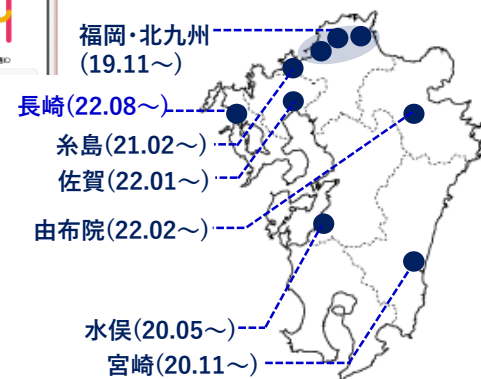 福岡・北九州
(19.11～)
長崎(22.08～)
糸島(21.02～)
佐賀(22.01～)
由布院(22.02～)
水俣(20.05～)
宮崎(20.11～)